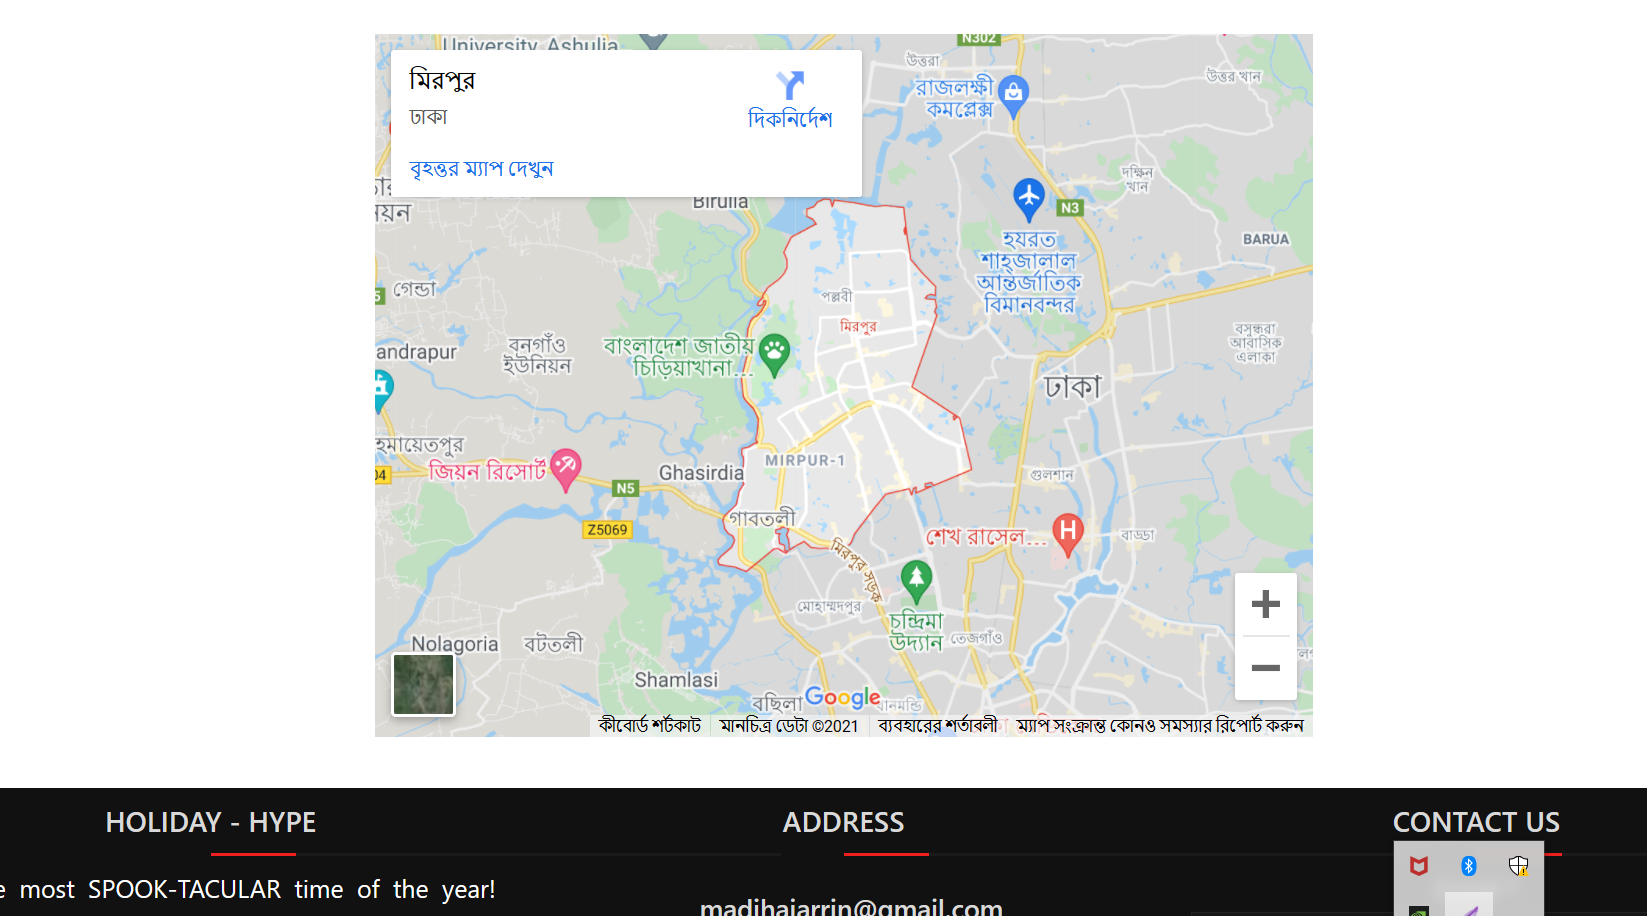 University, Ashulia
N302
মিরপুর
ঢাকা
দিকনির্দেশ
বৃহত্তর ম্যাপ দেখুন
উত্তরা
রাজলক্ষী
কমপ্লেক্স
উত্তর খান
দক্ষিন
খান
N3
Birulia
য়ন
হযরত
শাহজালাল
আন্তর্জাতিক
বিমানবন্দর
BARUA
5
গেন্ডা
পল্লবী
মিরপুর
বাংলাদেশ জাতীয়
চিড়িয়াখানা...
andrapur
বনগাঁও
ইউনিয়ন
বসুন্ধরা
আবাসিক
এলাকা
ঢাকা
হেমায়েতপুর
04
জিয়ন রিসোর্ট
N5
Ghasirdia
MIRPUR-1
গুলশান
Z5069
গাবতলী
মিরপুর সড়ক
শেখ রাসেল...
H
বাড্ডা
মোহাম্মদপুর
চন্দ্রিমা
উদ্যান
তেজগাঁও
Nolagoria
বটতলী
Shamlasi
বছিলা
Google
ধানমন্ডি
কীবোর্ড শর্টকাট
মানচিত্র ডেটা ©2021
ব্যবহারের শর্তাবলী
ম্যাপ সংক্রান্ত কোনও সমস্যার রিপোর্ট করুন
HOLIDAY - HYPE
ADDRESS
CONTACT US
e most SPOOK-TACULAR time of the year!
madihajarrin@gmail.com